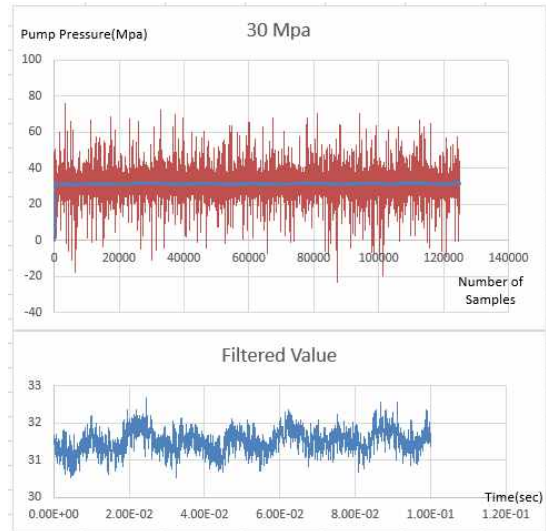 Pump Pressure(Mpa)
30 Mpa
100
80
60
40
20
0
-20
-40
0 20000 40000 60000 80000 100000 120000 140000
Number of
Samples
Filtered Value
33
32
31
30
0.00E+00 2.00E-02 4.00E-02 6.00E-02 8.00E-02 1.00E-01 1.20E-01
Time(sec)